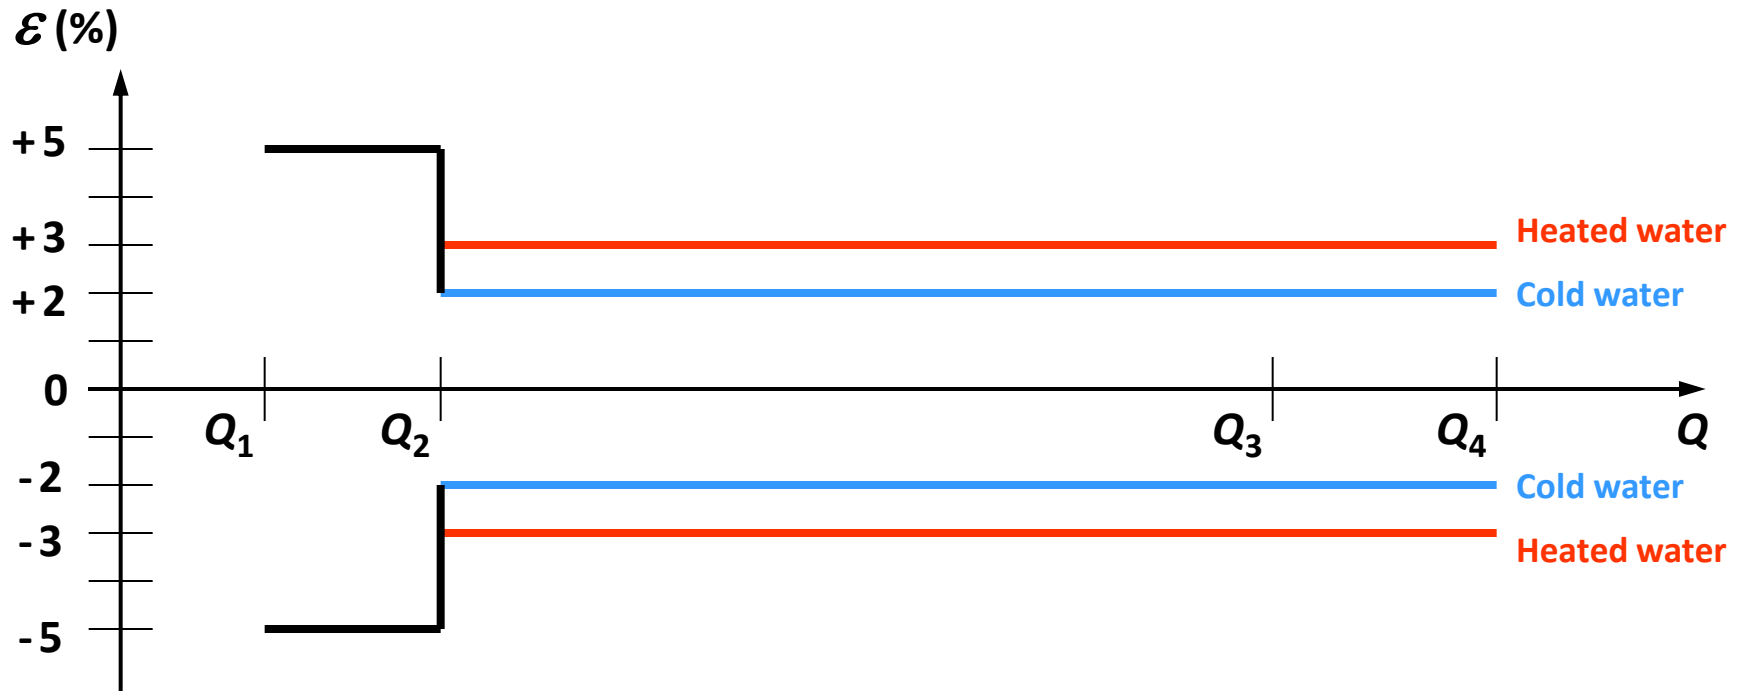 ℰ (%)
+5
+3
Heated water
+2
Cold water
0
Q₁ Q₂ Q₃ Q₄ Q
-2
Cold water
-3
Heated water
-5